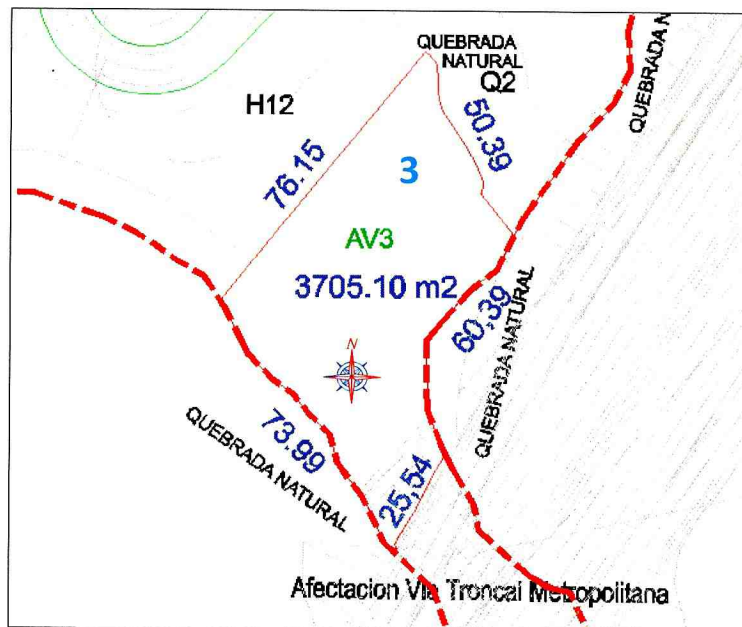 QUEBRADA
NATURAL
Q2
QUEBRADA N
H12
50,39
76.15
3
AV3
3705.10 m2
60,39
QUEBRADA NATURAL
N
73.99
QUEBRADA NATURAL
25,54
Afectacion Via Troncal Metropolitana